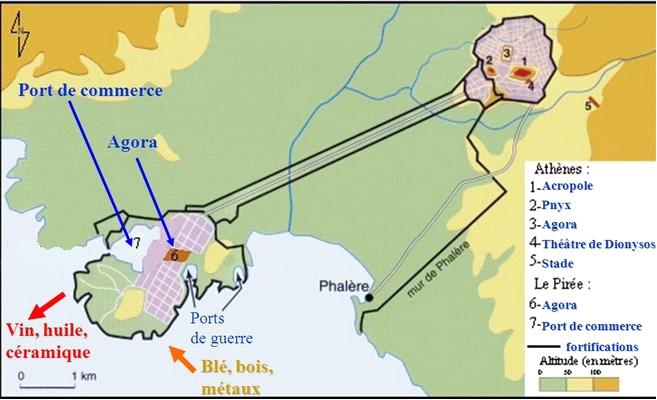 N
3
2
1
4
5
Port de commerce
Agora
7
6
Phalère
mur de Phalère
Ports
de guerre
Vin, huile,
céramique
Blé, bois,
métaux
0 1 km
Athènes :
1-Acropole
2-Pnyx
3-Agora
4-Théâtre de Dionysos
5-Stade
Le Pirée :
6-Agora
7-Port de commerce
fortifications
Altitude (en mètres)
0 50 100